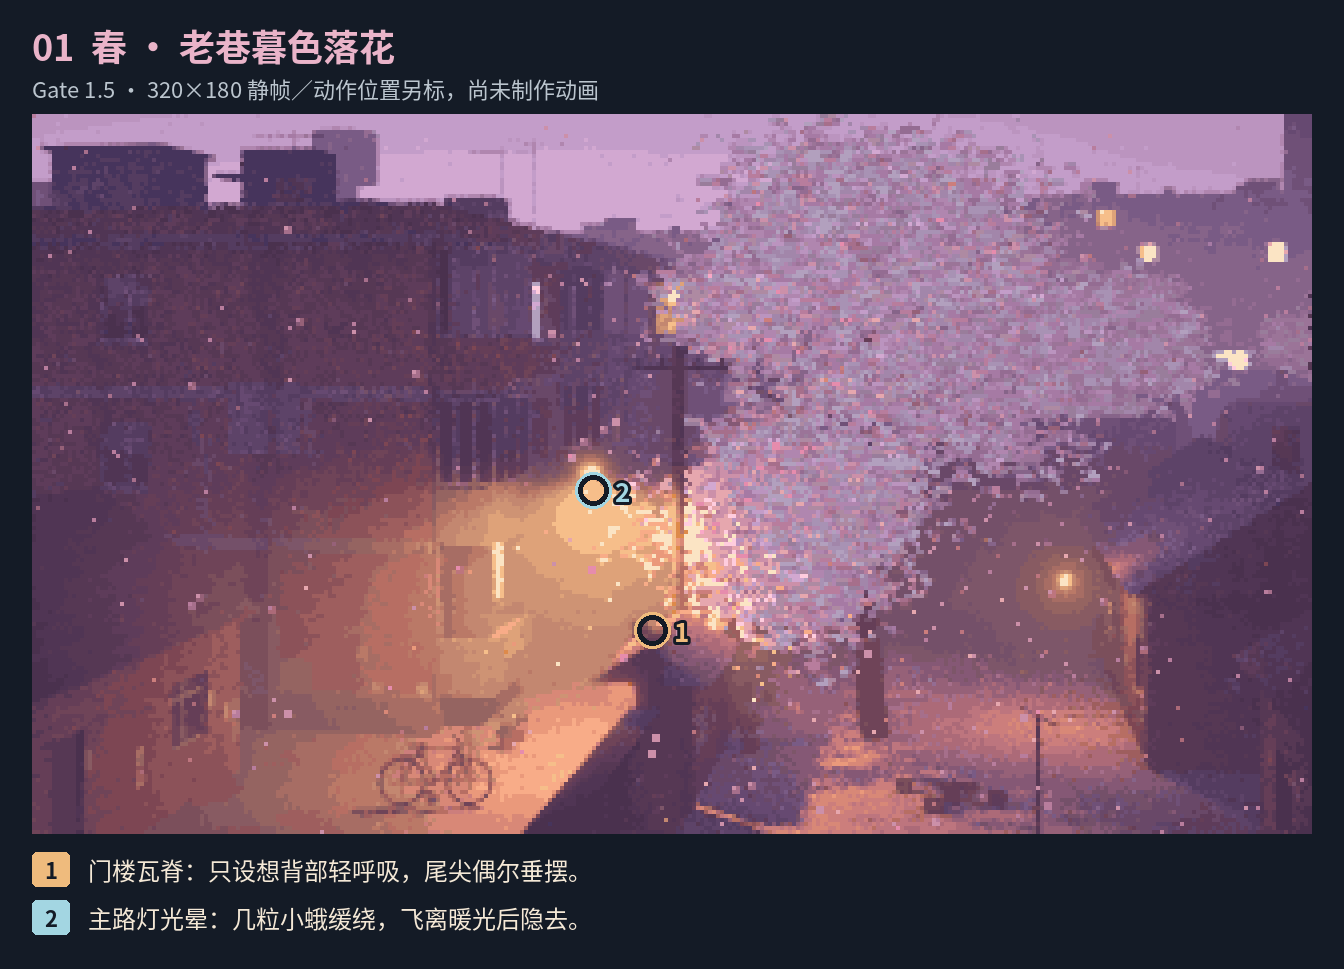 01 春 · 老巷暮色落花
Gate 1.5 · 320×180 静帧／动作位置另标，尚未制作动画
2
1
1 门楼瓦脊：只设想背部轻呼吸，尾尖偶尔垂摆。
2 主路灯光晕：几粒小蛾缓绕，飞离暖光后隐去。